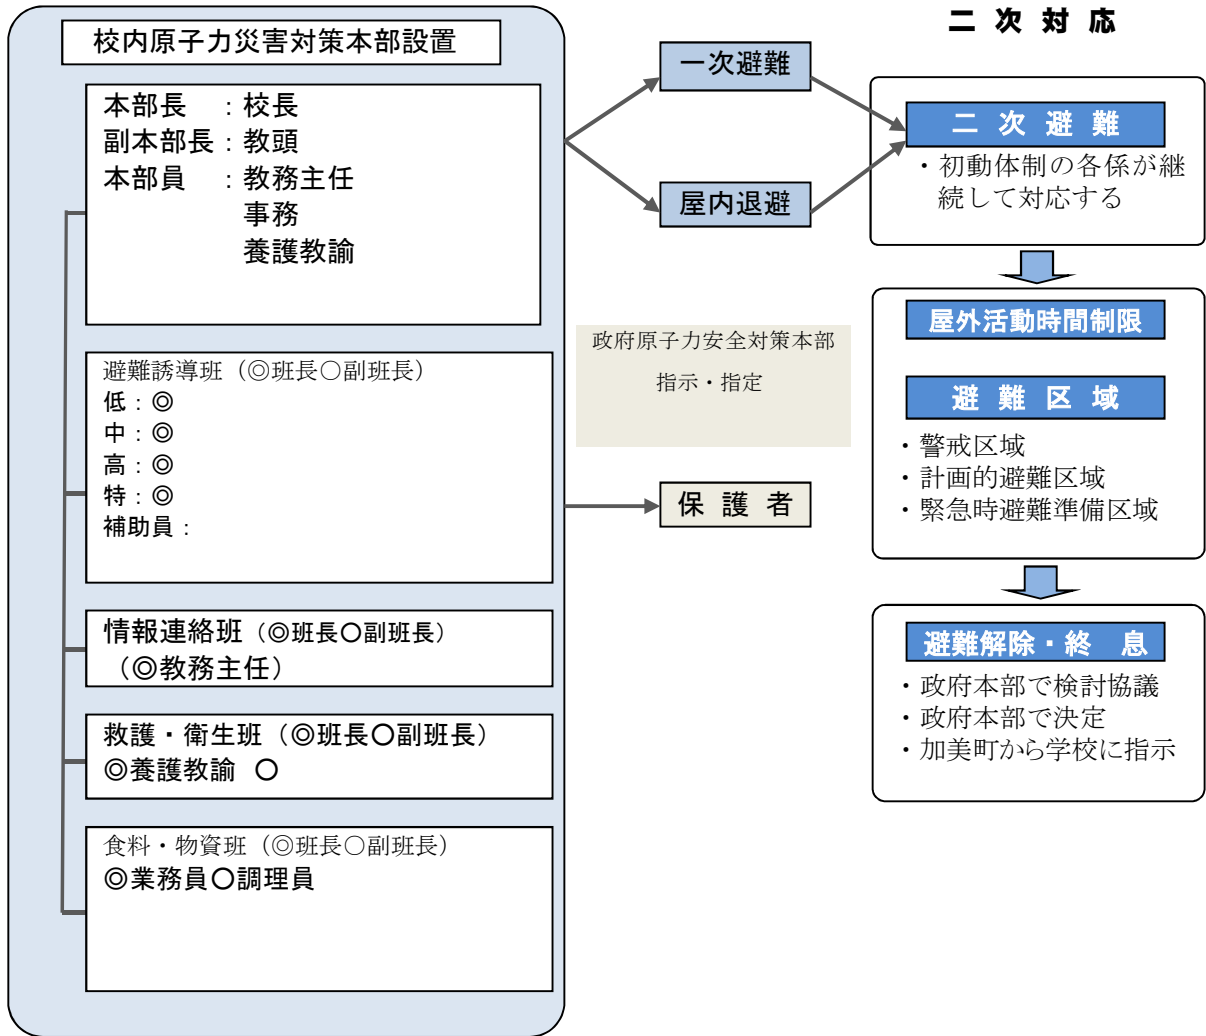 校内原子力災害対策本部設置
本部長　：校長
副本部長：教頭
本部員　：教務主任
事務
養護教諭
避難誘導班（◎班長○副班長）
低：◎
中：◎
高：◎
特：◎
補助員：
情報連絡班（◎班長○副班長）
（◎教務主任）
救護・衛生班（◎班長○副班長）
◎養護教諭　○
食料・物資班（◎班長○副班長）
◎業務員○調理員
一次避難
屋内退避
政府原子力安全対策本部
指示・指定
保　護　者
二　次　対　応
二　次　避　難
・初動体制の各係が継
続して対応する
屋外活動時間制限
避　難　区　域
・警戒区域
・計画的避難区域
・緊急時避難準備区域
避難解除・終　息
・政府本部で検討協議
・政府本部で決定
・加美町から学校に指示